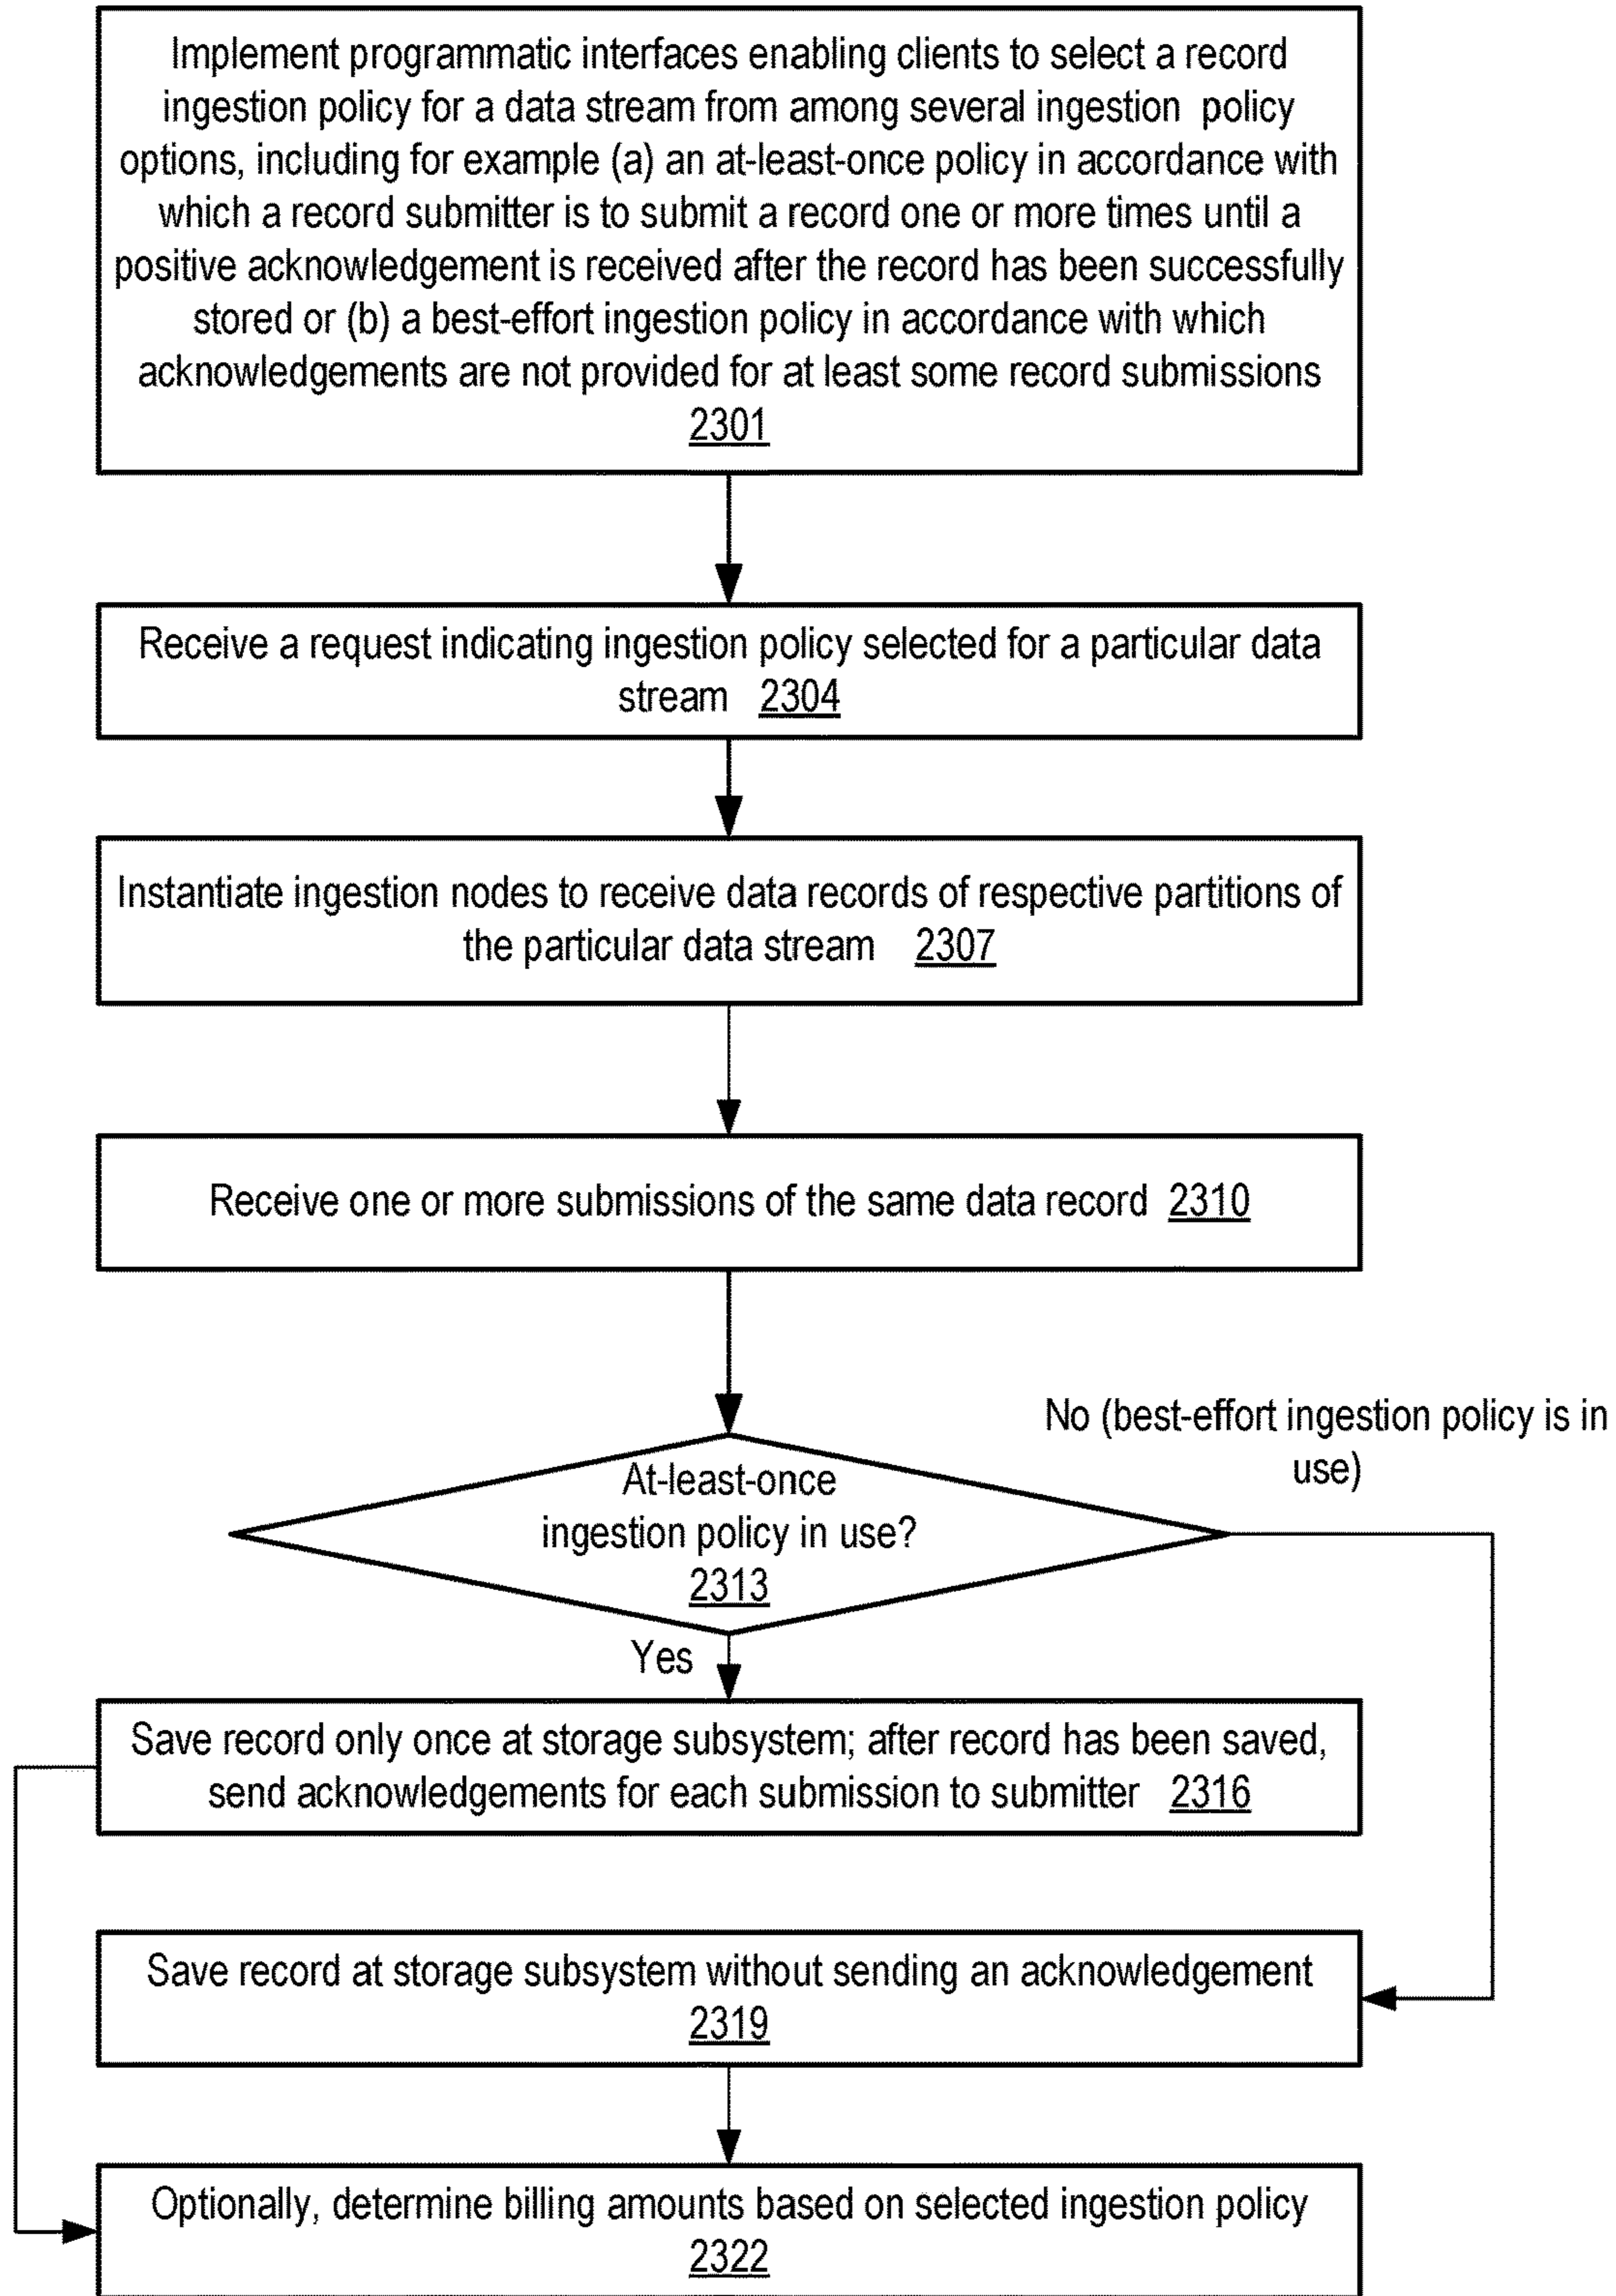 Implement programmatic interfaces enabling clients to select a record
ingestion policy for a data stream from among several ingestion policy
options, including for example (a) an at-least-once policy in accordance with
which a record submitter is to submit a record one or more times until a
positive acknowledgement is received after the record has been successfully
stored or (b) a best-effort ingestion policy in accordance with which
acknowledgements are not provided for at least some record submissions
2301
Receive a request indicating ingestion policy selected for a particular data
stream 2304
Instantiate ingestion nodes to receive data records of respective partitions of
the particular data stream 2307
Receive one or more submissions of the same data record 2310
No (best-effort ingestion policy is in
use)
At-least-once
ingestion policy in use?
2313
Yes
Save record only once at storage subsystem; after record has been saved,
send acknowledgements for each submission to submitter 2316
Save record at storage subsystem without sending an acknowledgement
2319
Optionally, determine billing amounts based on selected ingestion policy
2322